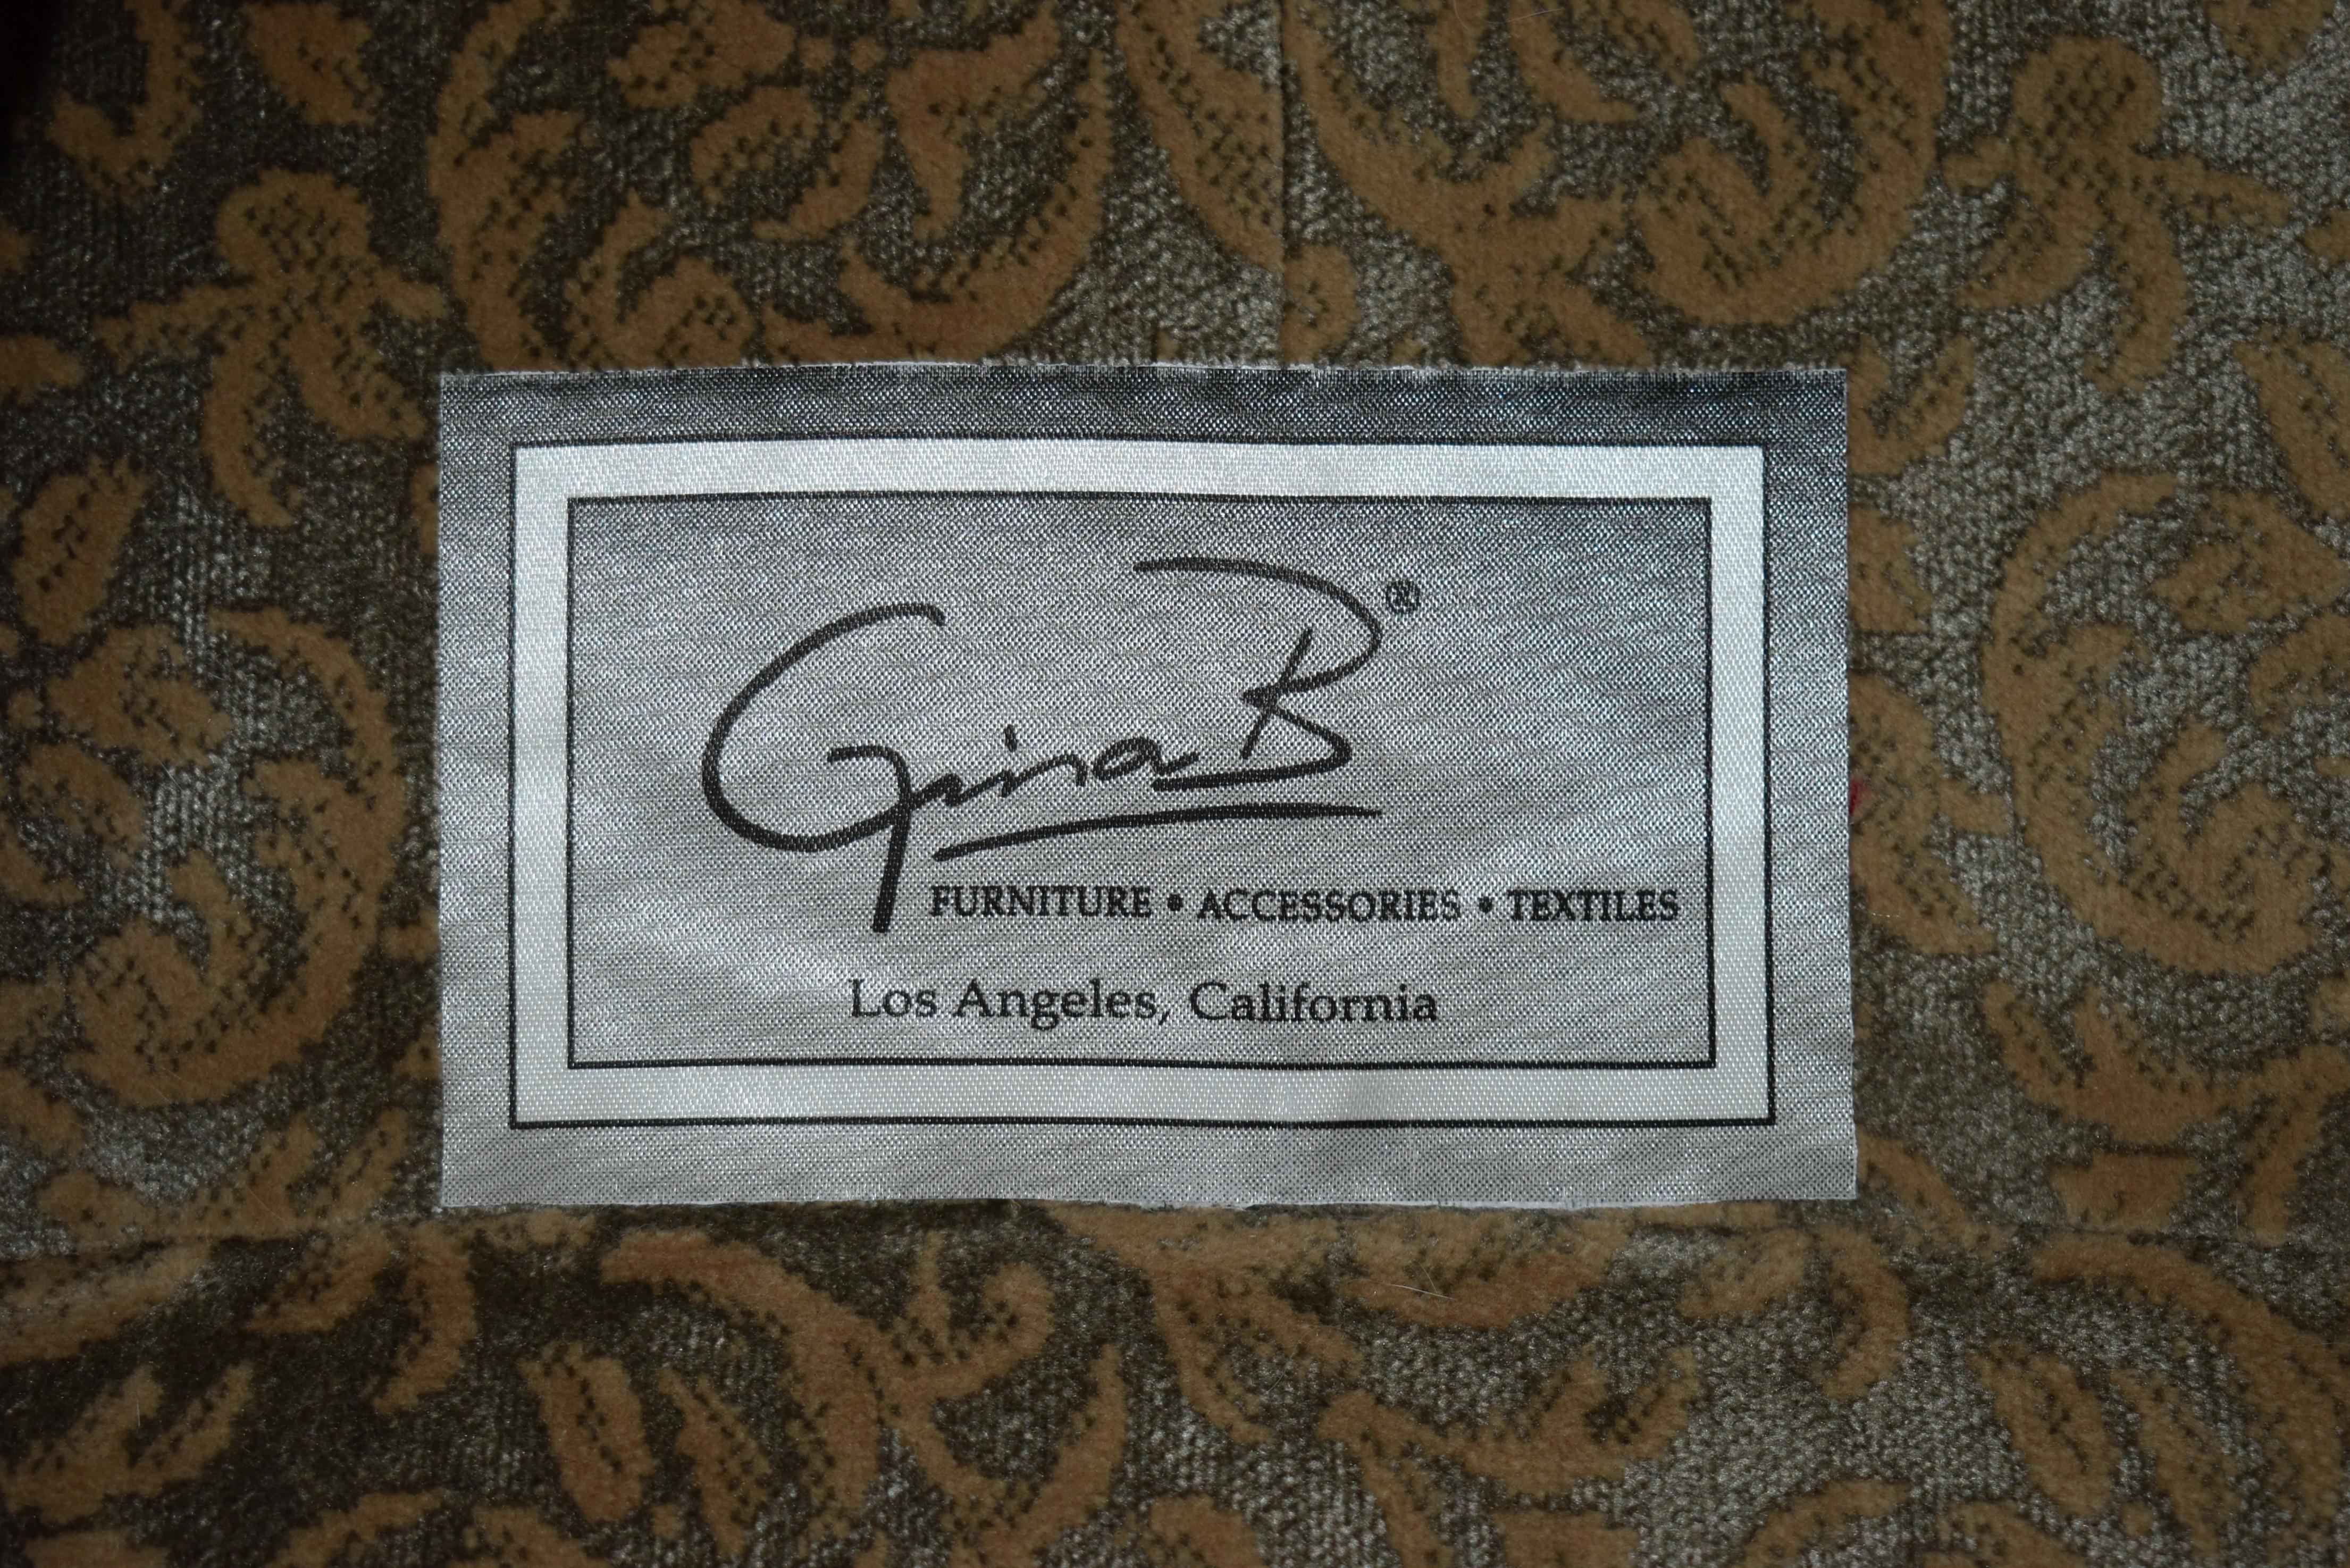 Gina B®
FURNITURE • ACCESSORIES • TEXTILES
Los Angeles, California